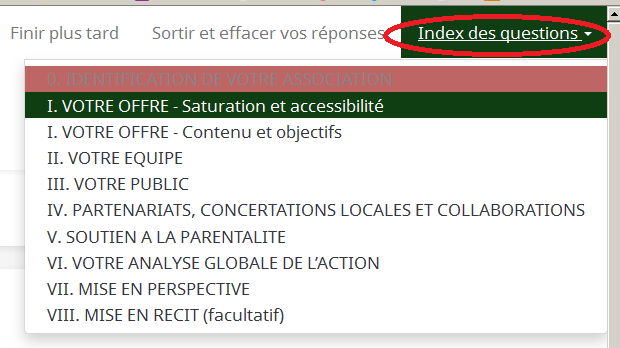 Finir plus tard Sortir et effacer vos réponses Index des questions
0. IDENTIFICATION DE VOTRE ASSOCIATION
I. VOTRE OFFRE - Saturation et accessibilité
I. VOTRE OFFRE - Contenu et objectifs
II. VOTRE EQUIPE
III. VOTRE PUBLIC
IV. PARTENARIATS, CONCERTATIONS LOCALES ET COLLABORATIONS
V. SOUTIEN A LA PARENTALITE
VI. VOTRE ANALYSE GLOBALE DE L'ACTION
VII. MISE EN PERSPECTIVE
VIII. MISE EN RECIT (facultatif)